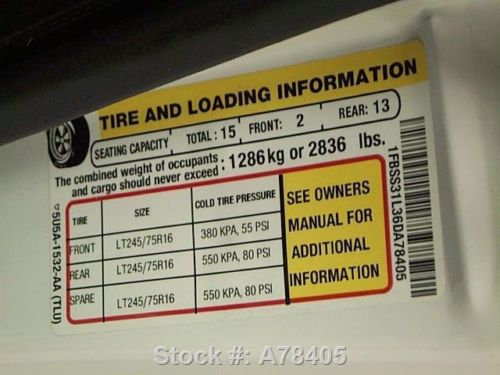 TIRE AND LOADING INFORMATION
SEATING CAPACITY TOTAL: 15 FRONT: 2 REAR: 13
The combined weight of occupants
and cargo should never exceed : 1286kg or 2836 lbs.
TIRE SIZE COLD TIRE PRESSURE
FRONT LT245/75R16 380 KPA, 55 PSI
REAR LT245/75R16 550 KPA, 80 PSI
SPARE LT245/75R16 550 KPA, 80 PSI
SEE OWNERS
MANUAL FOR
ADDITIONAL
INFORMATION
5U5A-1532-AA (TLU)
1FBSS31L36DA78405
Stock #: A78405